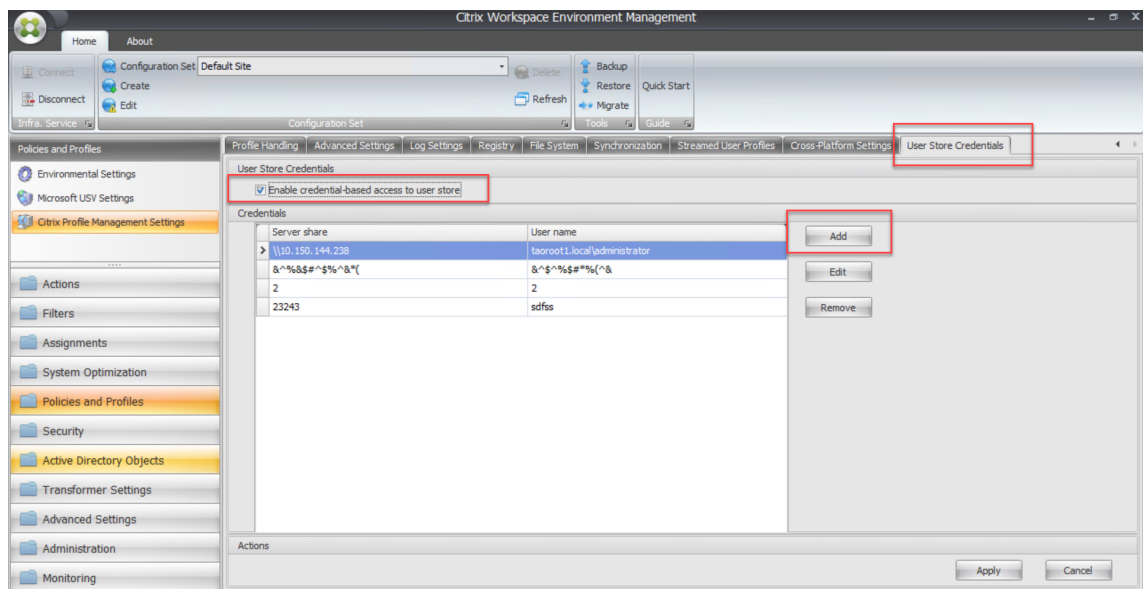 Citrix Workspace Environment Management
Home About
Connect
Disconnect
Infra. Service
Configuration Set Default Site
Create
Edit
Delete
Refresh
Configuration Set
Backup
Restore
Migrate
Tools
Quick Start
Guide
Policies and Profiles
Environmental Settings
Microsoft USV Settings
Citrix Profile Management Settings
Actions
Filters
Assignments
System Optimization
Policies and Profiles
Security
Active Directory Objects
Transformer Settings
Advanced Settings
Administration
Monitoring
Profile Handling Advanced Settings Log Settings Registry File System Synchronization Streamed User Profiles Cross-Platform Settings User Store Credentials
User Store Credentials
Enable credential-based access to user store
Credentials
Server share User name
\\10.150.144.238 taoroot1.local\administrator
&^%&$#^$%^&*( &^$^%$#*%(^&
2 2
23243 sdfss
Add
Edit
Remove
Actions
Apply Cancel